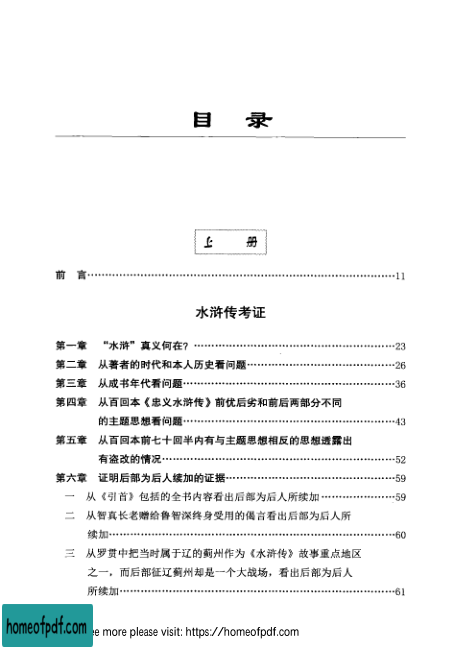 目 录
上 册
前 言……………………………………11
水浒传考证
第一章 “水浒”真义何在？……………………23
第二章 从著者的时代和本人历史看问题……………………26
第三章 从成书年代看问题……………………36
第四章 从百回本《忠义水浒传》前优后劣和前后两部分不同
的主题思想看问题……………………43
第五章 从百回本前七十回半内有与主题思想相反的思想透露出
有盗改的情况……………………52
第六章 证明后部为后人续加的证据……………………59
一 从《引首》包括的全书内容看出后部为后人所续加……………59
二 从智真长老赠给鲁智深终身受用的偈言看出后部为后人所
续加……………………60
三 从罗贯中把当时属于辽的蓟州作为《水浒传》故事重点地区
之一，而后部征辽蓟州却是一个大战场，看出后部为后人
所续加……………………61
homeofpdf.com
ee more please visit: https://homeofpdf.com